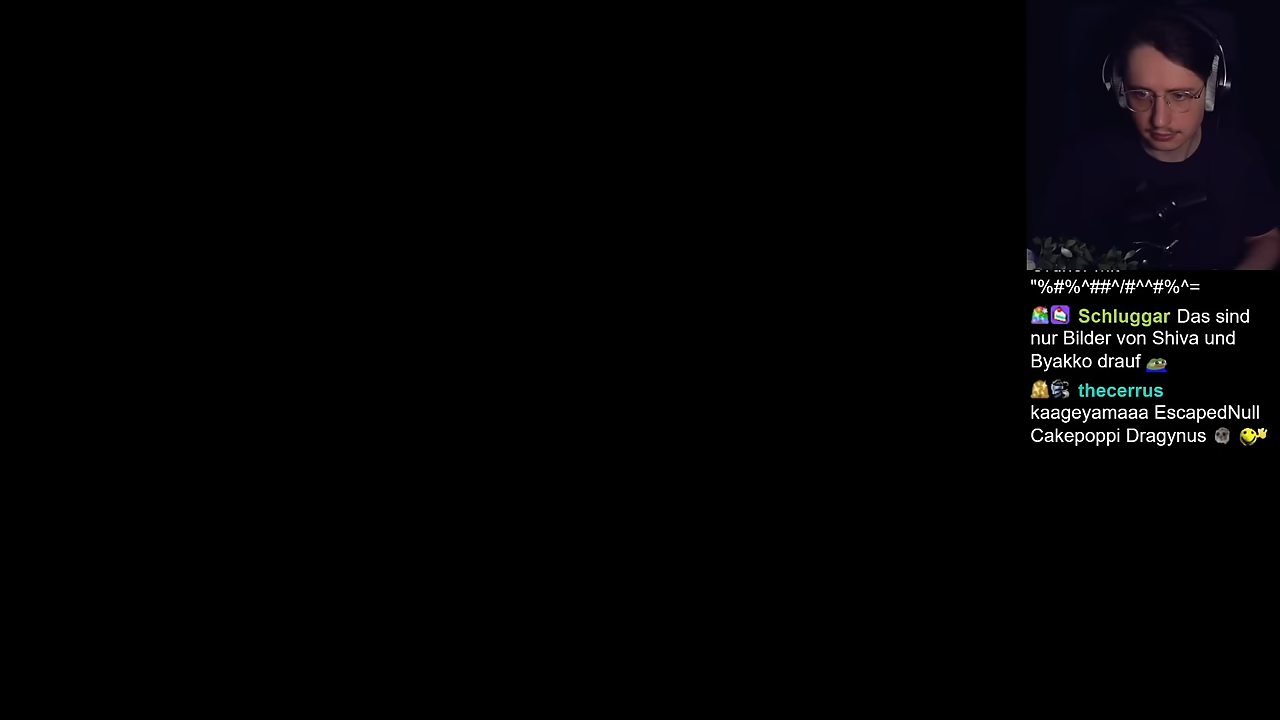 "%#%^##^/#^^#%^=
Schluggar Das sind
nur Bilder von Shiva und
Byakko drauf
thecerrus
kaageyamaaa EscapedNull
Cakepoppi Dragynus